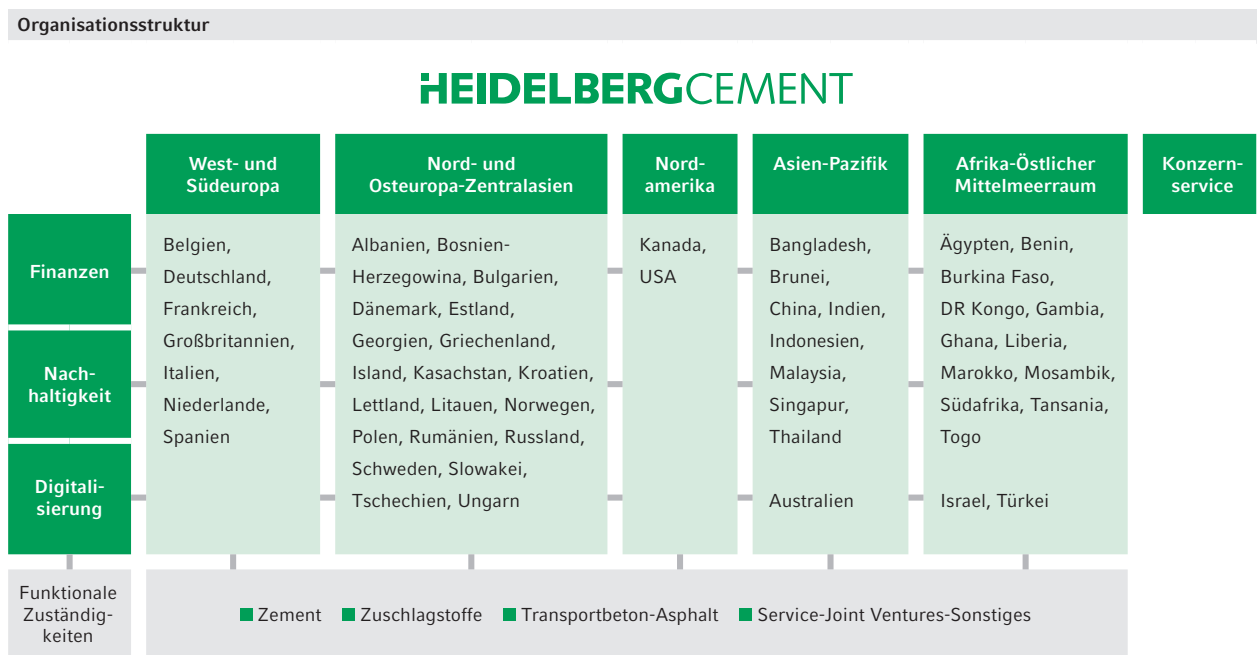 Organisationsstruktur
HEIDELBERGCEMENT
West- und
Südeuropa
Nord- und
Osteuropa-Zentralasien
Nord-
amerika
Asien-Pazifik
Afrika-Östlicher
Mittelmeerraum
Konzern-
service
Finanzen
Nach-
haltigkeit
Digitali-
sierung
Belgien,
Deutschland,
Frankreich,
Großbritannien,
Italien,
Niederlande,
Spanien
Albanien, Bosnien-
Herzegowina, Bulgarien,
Dänemark, Estland,
Georgien, Griechenland,
Island, Kasachstan, Kroatien,
Lettland, Litauen, Norwegen,
Polen, Rumänien, Russland,
Schweden, Slowakei,
Tschechien, Ungarn
Kanada,
USA
Bangladesh,
Brunei,
China, Indien,
Indonesien,
Malaysia,
Singapur,
Thailand
Australien
Ägypten, Benin,
Burkina Faso,
DR Kongo, Gambia,
Ghana, Liberia,
Marokko, Mosambik,
Südafrika, Tansania,
Togo
Israel, Türkei
Funktionale
Zuständig-
keiten
Zement Zuschlagstoffe Transportbeton-Asphalt Service-Joint Ventures-Sonstiges